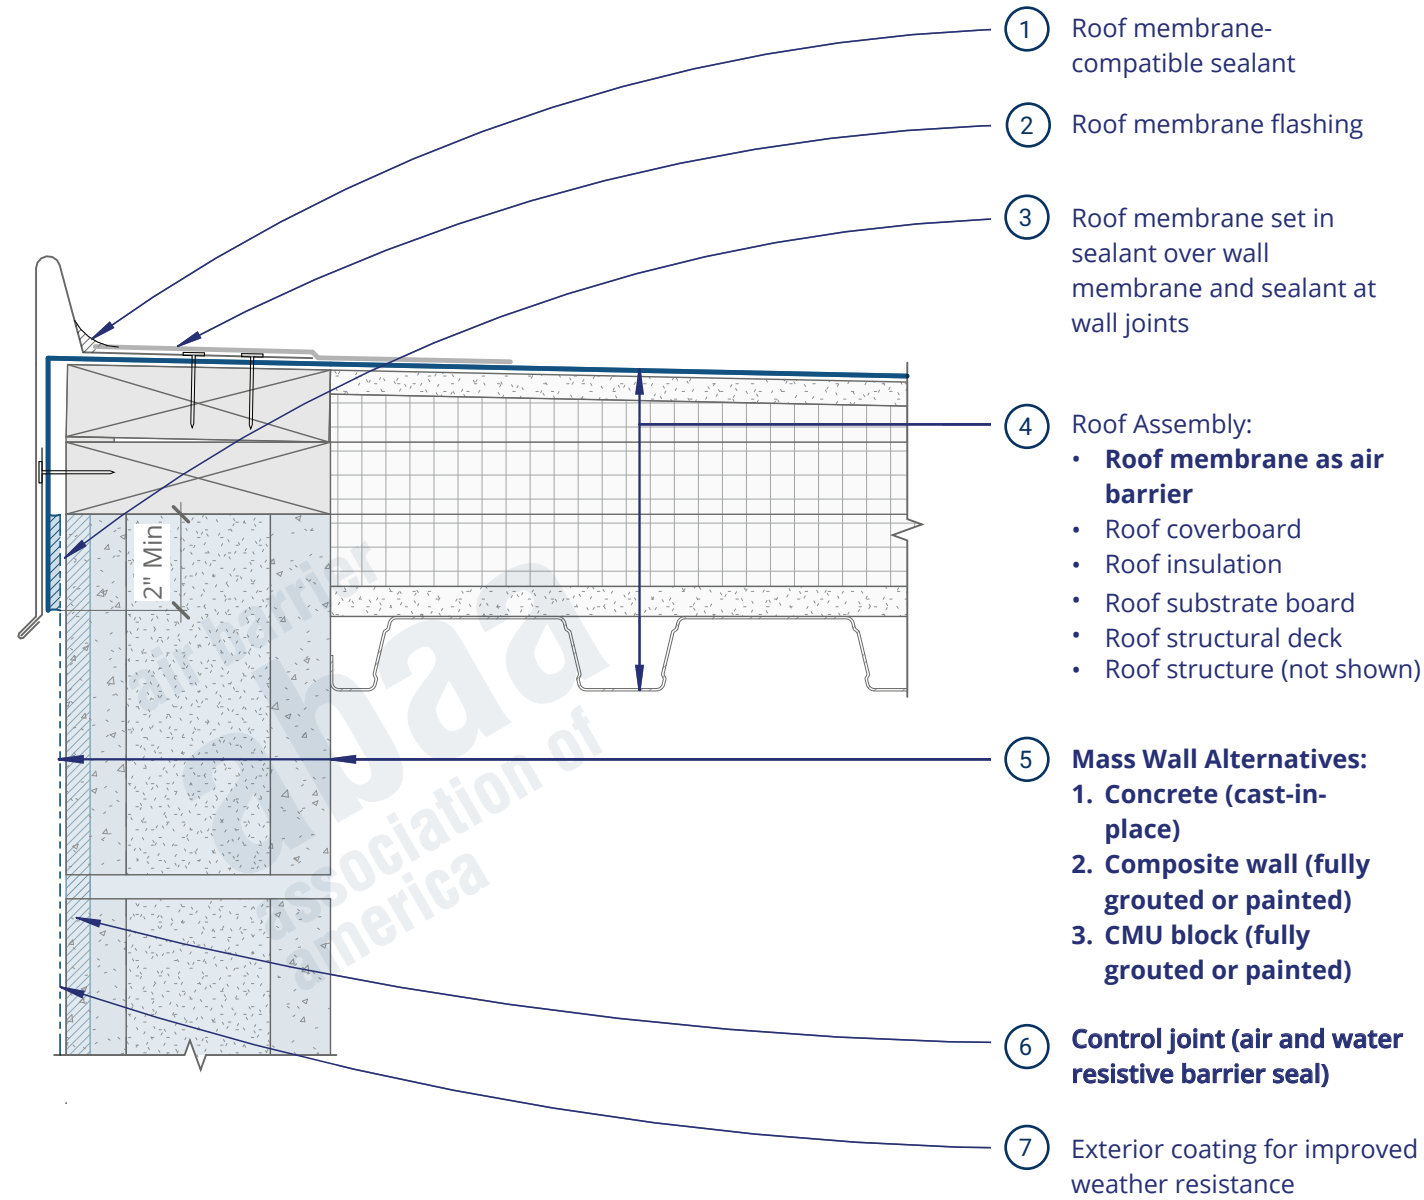 1 Roof membrane-
compatible sealant
2 Roof membrane flashing
3 Roof membrane set in
sealant over wall
membrane and sealant at
wall joints
4 Roof Assembly:
• Roof membrane as air
barrier
• Roof coverboard
• Roof insulation
• Roof substrate board
• Roof structural deck
• Roof structure (not shown)
5 Mass Wall Alternatives:
1. Concrete (cast-in-
place)
2. Composite wall (fully
grouted or painted)
3. CMU block (fully
grouted or painted)
6 Control joint (air and water
resistive barrier seal)
7 Exterior coating for improved
weather resistance
2" Min
air barrier
abaa
association of
america